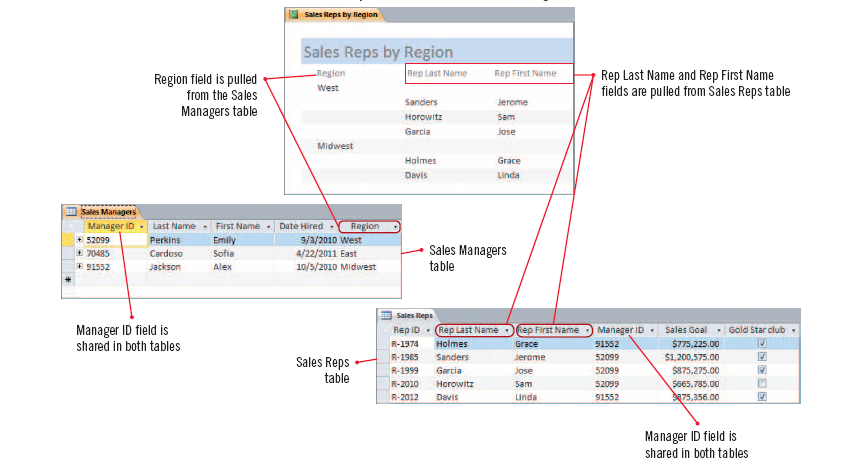 Sales Reps by Region
Sales Reps by Region
Region Rep Last Name Rep First Name
West
Sanders Jerome
Horowitz Sam
Garcia Jose
Midwest
Holmes Grace
Davis Linda
Region field is pulled
from the Sales
Managers table
Rep Last Name and Rep First Name
fields are pulled from Sales Reps table
Sales Managers
Manager ID Last Name First Name Date Hired Region
52099 Perkins Emily 9/3/2010 West
70485 Cardoso Sofia 4/22/2011 East
91552 Jackson Alex 10/5/2010 Midwest
Sales Managers
table
Manager ID field is
shared in both tables
Sales Reps
Rep ID Rep Last Name Rep First Name Manager ID Sales Goal Gold Star club
R-1974 Holmes Grace 91552 $775,225.00
R-1985 Sanders Jerome 52099 $1,200,575.00
R-1999 Garcia Jose 52099 $875,275.00
R-2010 Horowitz Sam 52099 $665,785.00
R-2012 Davis Linda 91552 $875,356.00
Sales Reps
table
Manager ID field is
shared in both tables